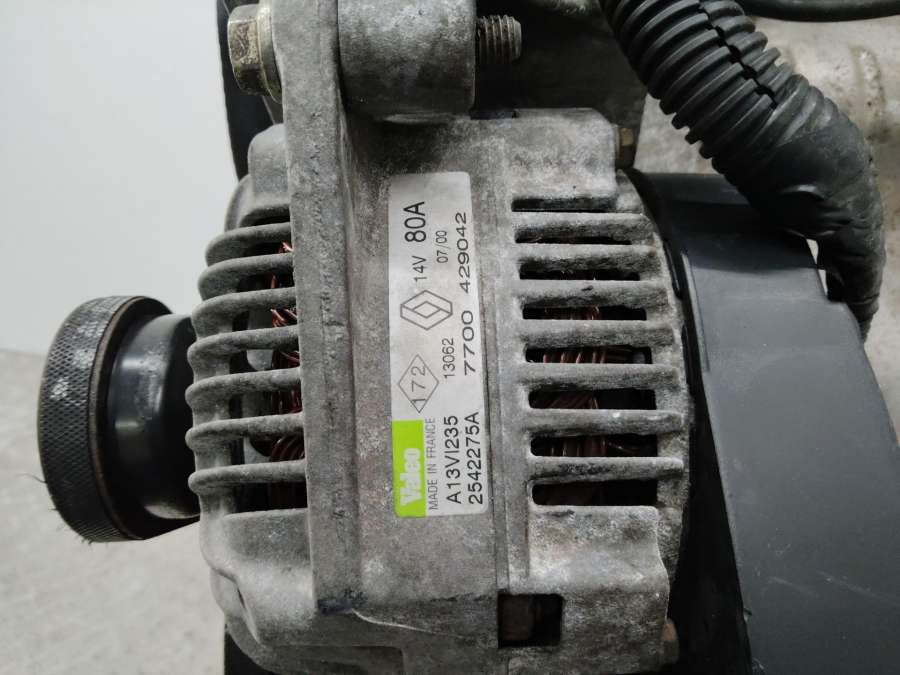 Valeo
MADE IN FRANCE
A13VI235
2542275A
172
13062
7700 429042
14V 80A
07/00